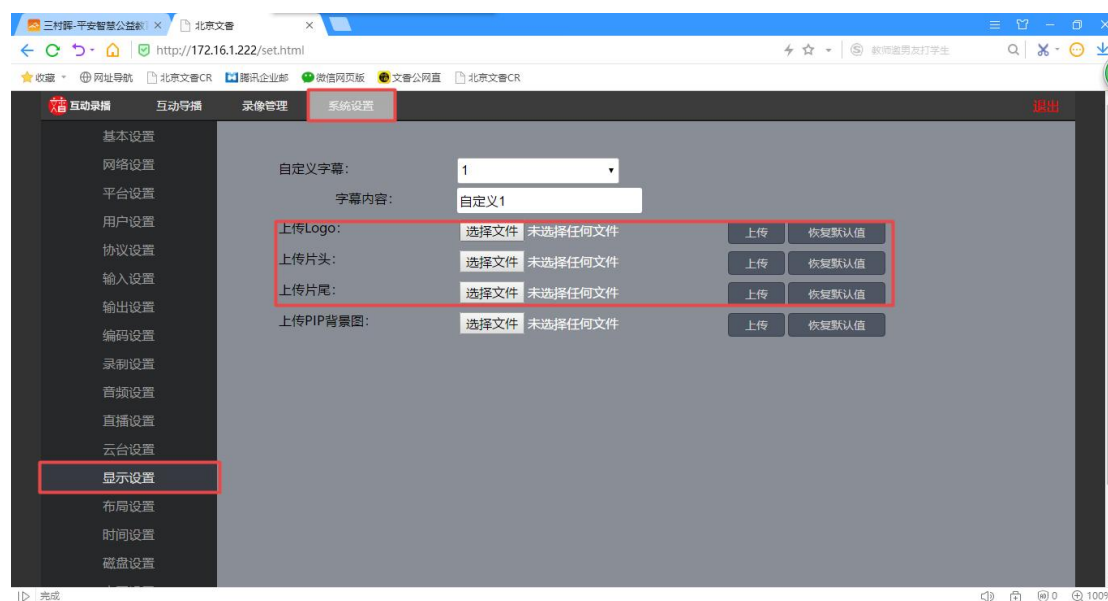 三村晖-平安智慧公益教 北京文香
http://172.16.1.222/set.html 教师邀男友打字生
收藏 网址导航 北京文香CR 腾讯企业邮 微信网页版 文香公网直 北京文香CR
文香 互动录播 互动导播 录像管理 系统设置 退出
基本设置
网络设置
平台设置
用户设置
协议设置
输入设置
输出设置
编码设置
录制设置
音频设置
直播设置
云台设置
显示设置
布局设置
时间设置
磁盘设置
自定义字幕： 1
字幕内容： 自定义1
上传Logo： 选择文件 未选择任何文件 上传 恢复默认值
上传片头： 选择文件 未选择任何文件 上传 恢复默认值
上传片尾： 选择文件 未选择任何文件 上传 恢复默认值
上传PIP背景图： 选择文件 未选择任何文件 上传 恢复默认值
完成 0 100%